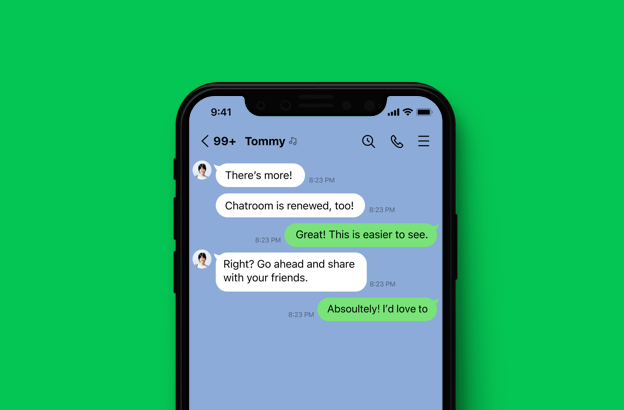 9:41
99+ Tommy
There's more!
8:23 PM
Chatroom is renewed, too!
8:23 PM
Great! This is easier to see.
8:23 PM
Right? Go ahead and share
with your friends.
8:23 PM
Absoultely! I'd love to
8:23 PM